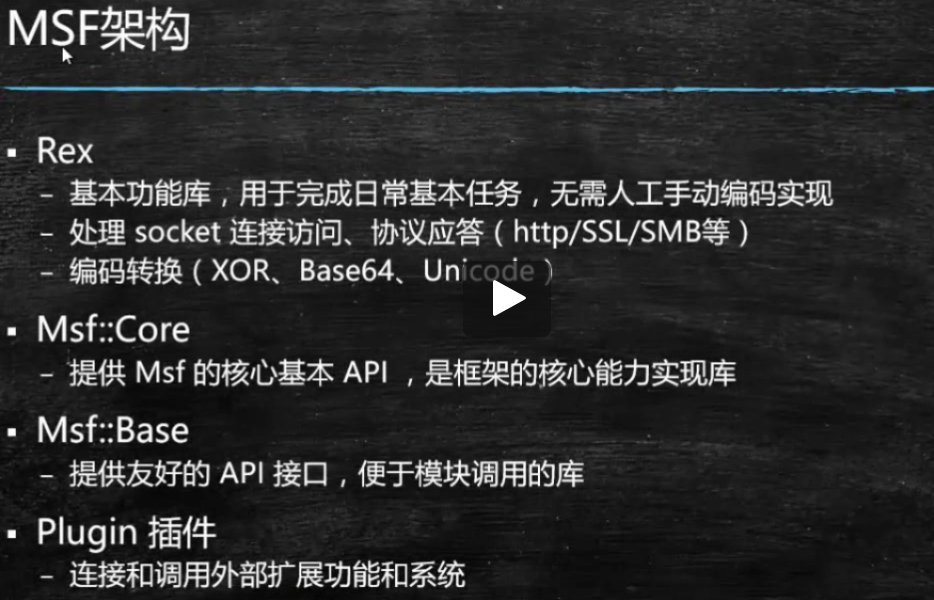 MSF架构
▪ Rex
– 基本功能库，用于完成日常基本任务，无需人工手动编码实现
– 处理 socket 连接访问、协议应答（http/SSL/SMB等）
– 编码转换（XOR、Base64、Unicode）
▪ Msf::Core
– 提供 Msf 的核心基本 API ，是框架的核心能力实现库
▪ Msf::Base
– 提供友好的 API 接口，便于模块调用的库
▪ Plugin 插件
– 连接和调用外部扩展功能和系统